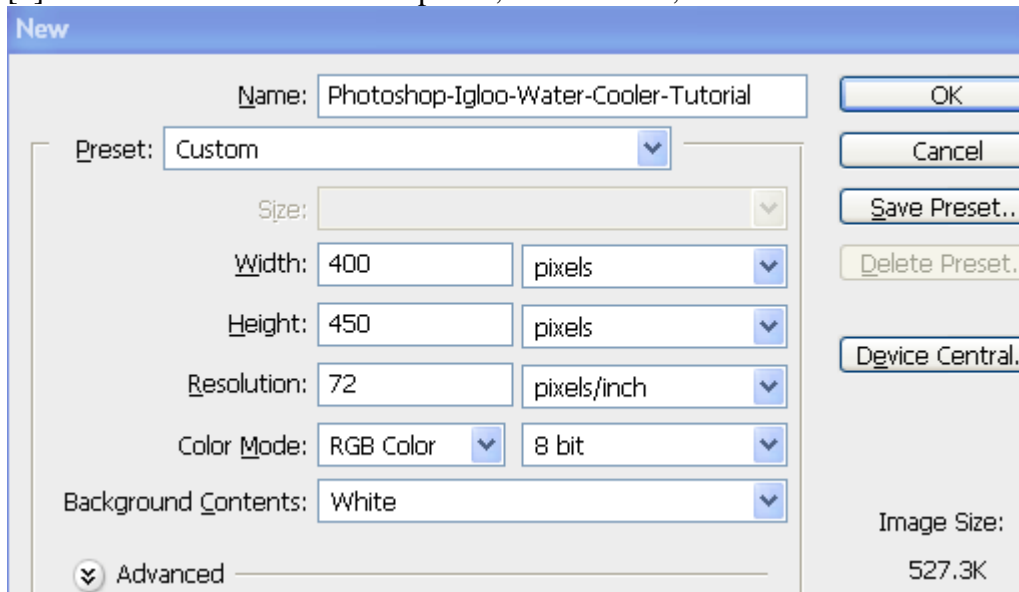 New
Name: Photoshop-Igloo-Water-Cooler-Tutorial
OK
Preset: Custom
Cancel
Size:
Save Preset..
Width: 400 pixels
Delete Preset.
Height: 450 pixels
Device Central.
Resolution: 72 pixels/inch
Color Mode: RGB Color 8 bit
Background Contents: White
Image Size:
527.3K
Advanced